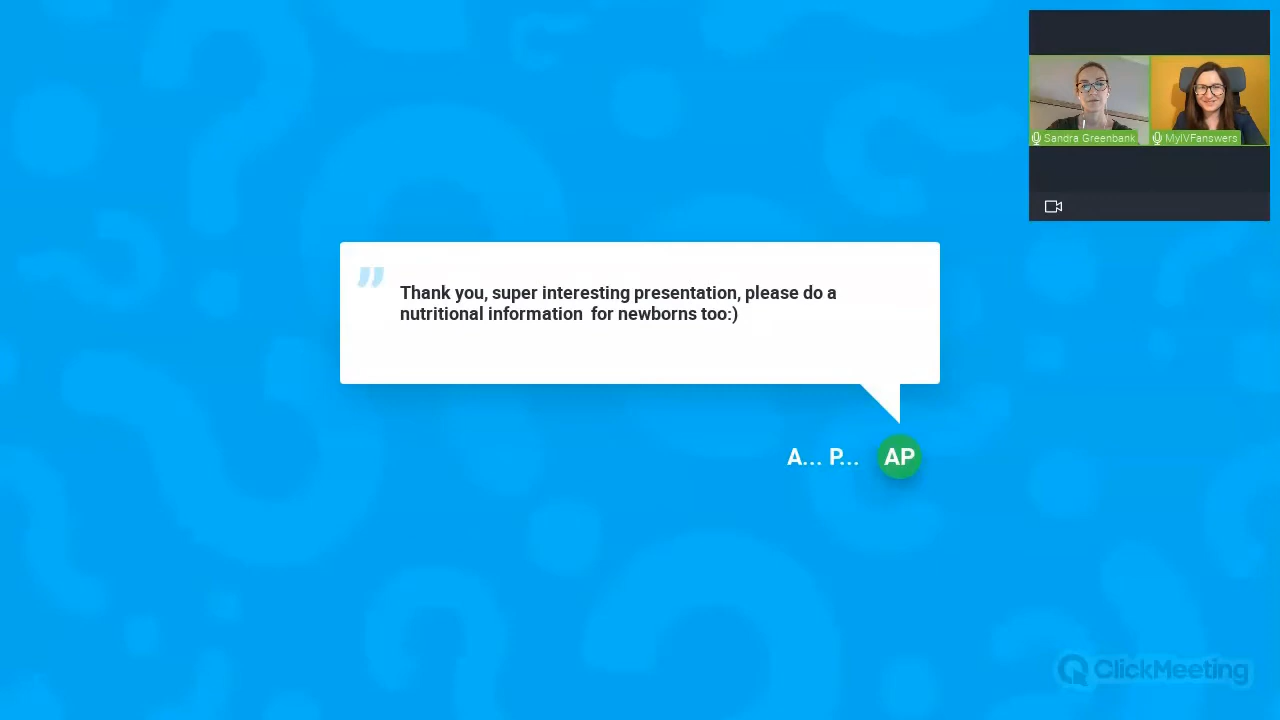 Sandra Greenbank
MyIVFanswers
Thank you, super interesting presentation, please do a
nutritional information  for newborns too:)
A... P...
AP
ClickMeeting